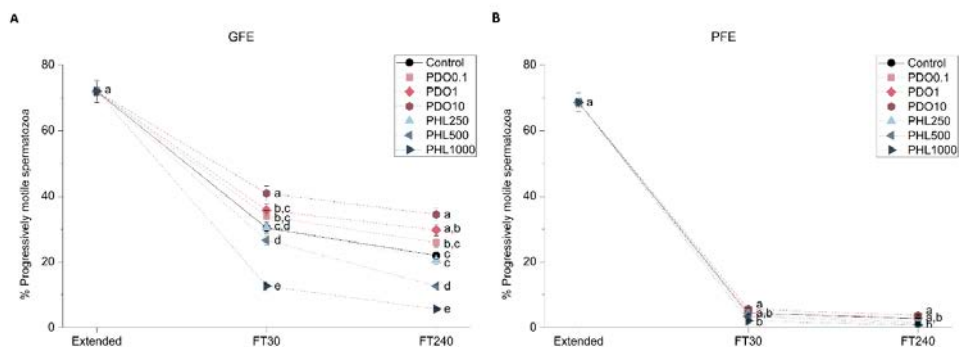 A
GFE
80
60
40
20
0
% Progressively motile spermatozoa
Extended
FT30
FT240
Control
PDO0.1
PDO1
PDO10
PHL250
PHL500
PHL1000
a
a
b,c
b,c
c,d
d
e
a
a,b
b,c
c
c
d
e
B
PFE
80
60
40
20
0
% Progressively motile spermatozoa
Extended
FT30
FT240
Control
PDO0.1
PDO1
PDO10
PHL250
PHL500
PHL1000
a
a
a,b
b
a
a,b
b